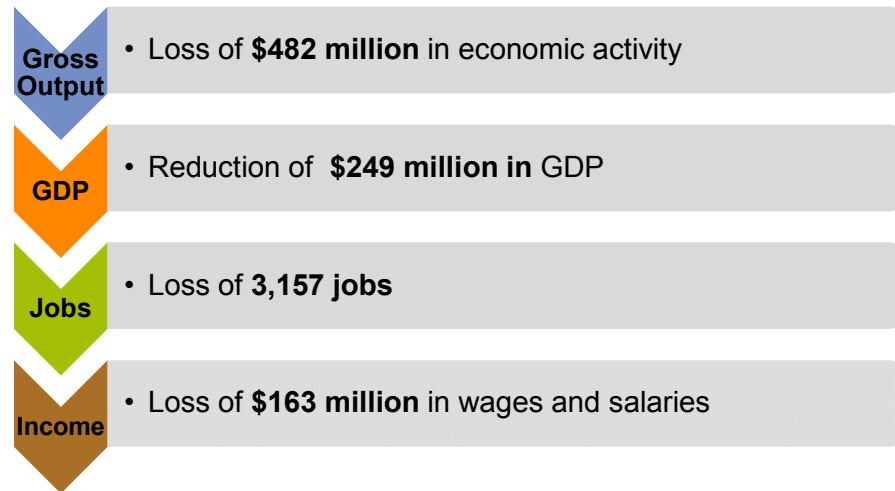 Gross
Output
• Loss of $482 million in economic activity
GDP
• Reduction of  $249 million in GDP
Jobs
• Loss of 3,157 jobs
Income
• Loss of $163 million in wages and salaries